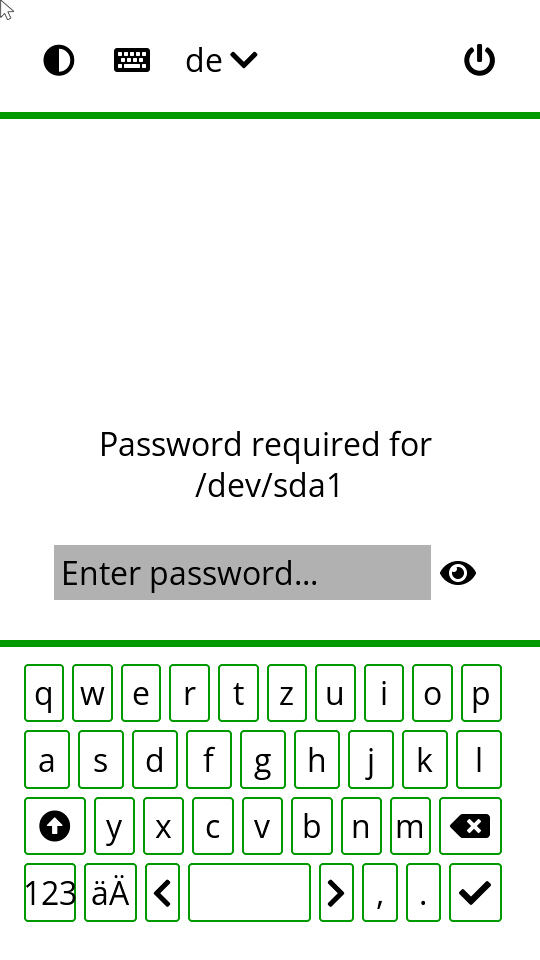 de
Password required for
/dev/sda1
Enter password...
q w e r t z u i o p
a s d f g h j k l
y x c v b n m
123 äÄ , .